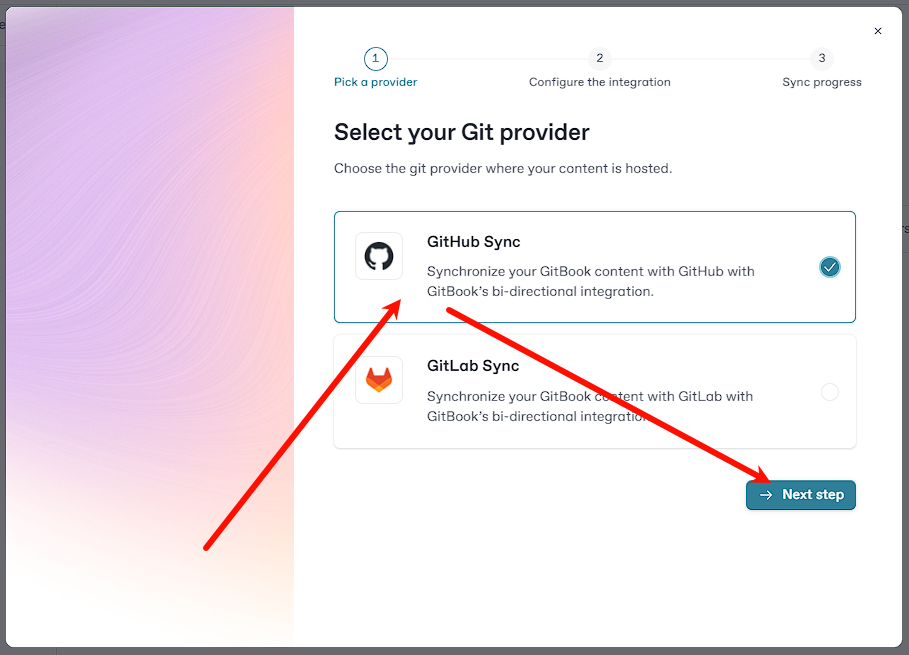 1
2
3
Pick a provider
Configure the integration
Sync progress
Select your Git provider
Choose the git provider where your content is hosted.
GitHub Sync
Synchronize your GitBook content with GitHub with
GitBook's bi-directional integration.
GitLab Sync
Synchronize your GitBook content with GitLab with
GitBook's bi-directional integration.
Next step